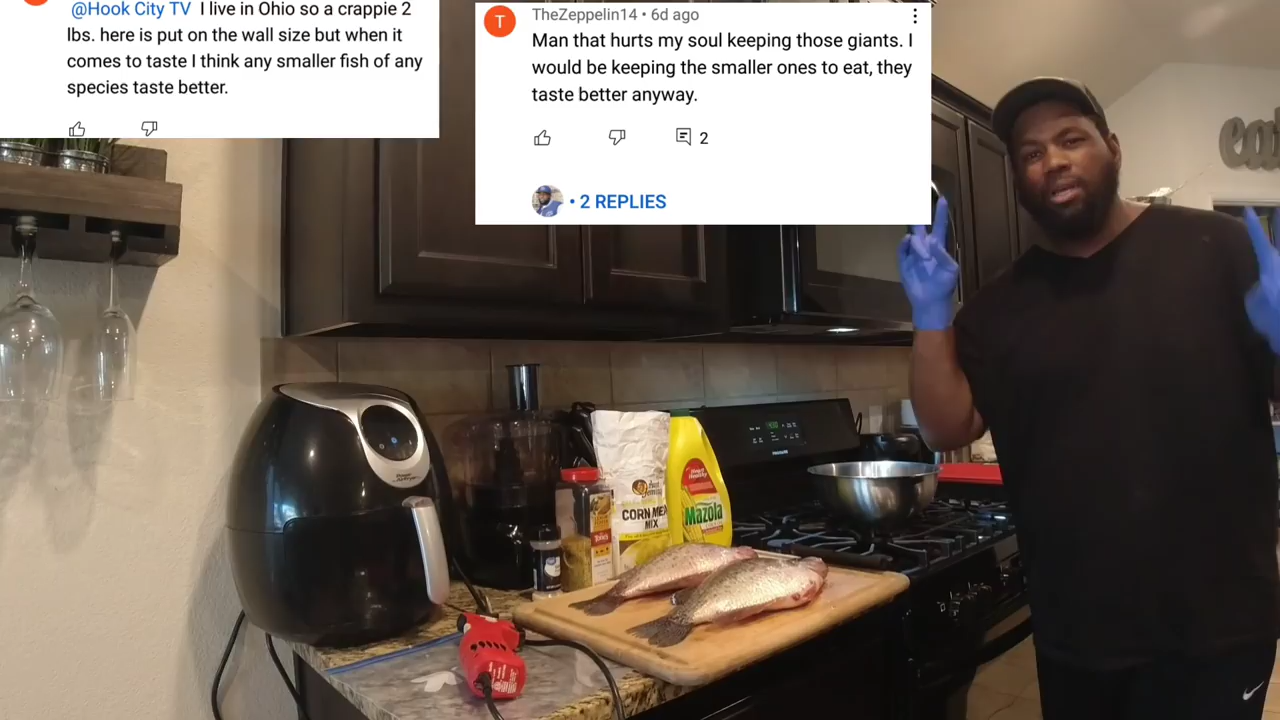 @Hook City TV I live in Ohio so a crappie 2
lbs. here is put on the wall size but when it
comes to taste I think any smaller fish of any
species taste better.
TheZeppelin14 • 6d ago
Man that hurts my soul keeping those giants. I
would be keeping the smaller ones to eat, they
taste better anyway.
2
• 2 REPLIES
T
CORN MEAL
MIX
Mazola